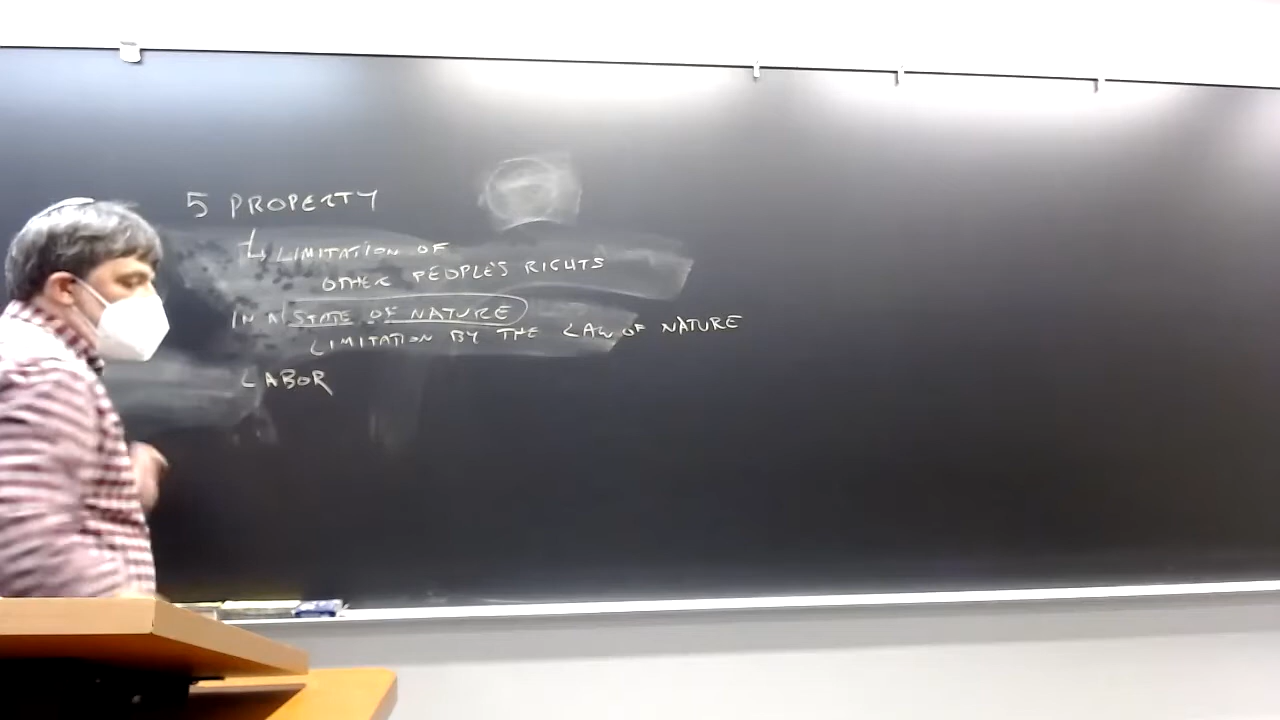 5 PROPERTY
↳ LIMITATION OF
OTHER PEOPLE'S RIGHTS
IN A STATE OF NATURE
LIMITATION BY THE LAW OF NATURE
LABOR